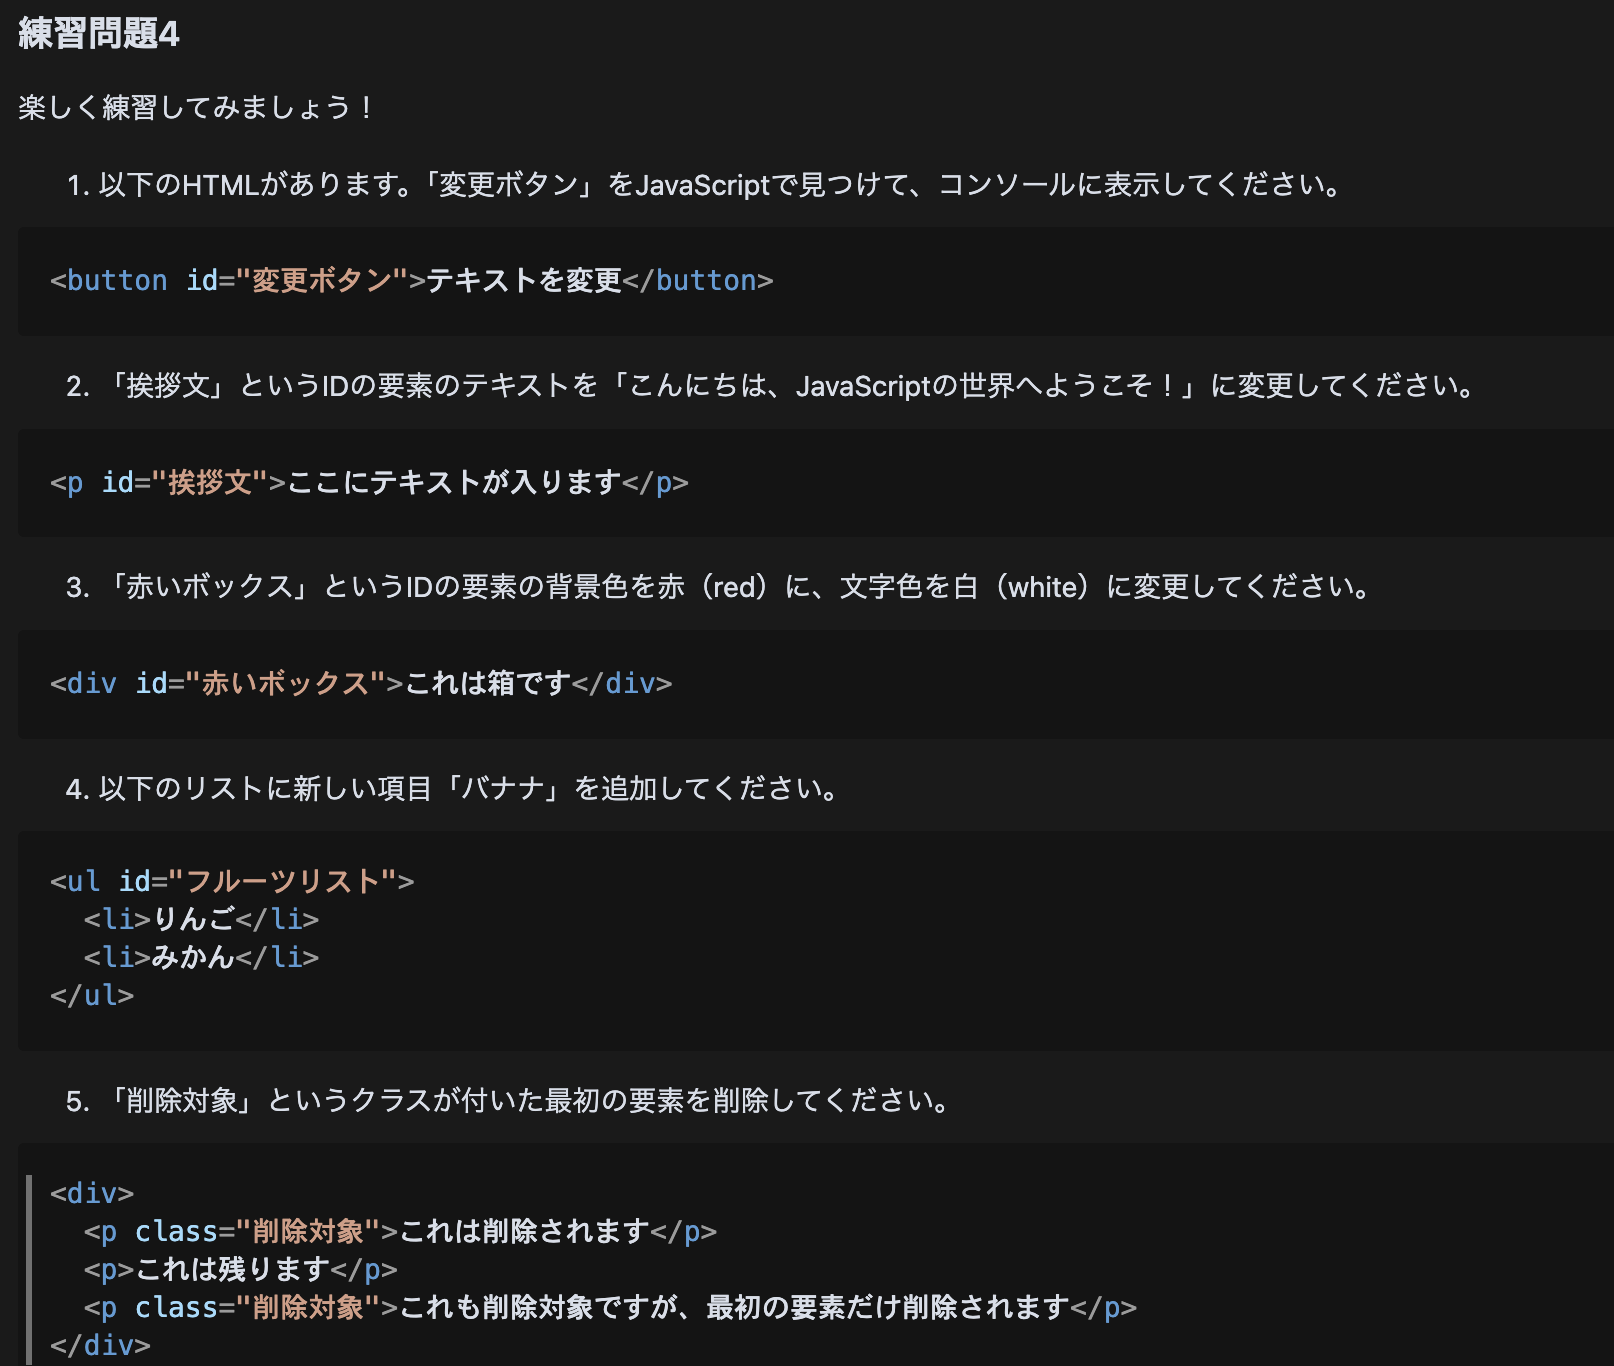 練習問題4
楽しく練習してみましょう！
1. 以下のHTMLがあります。「変更ボタン」をJavaScriptで見つけて、コンソールに表示してください。
<button id="変更ボタン">テキストを変更</button>
2. 「挨拶文」というIDの要素のテキストを「こんにちは、JavaScriptの世界へようこそ！」に変更してください。
<p id="挨拶文">ここにテキストが入ります</p>
3. 「赤いボックス」というIDの要素の背景色を赤（red）に、文字色を白（white）に変更してください。
<div id="赤いボックス">これは箱です</div>
4. 以下のリストに新しい項目「バナナ」を追加してください。
<ul id="フルーツリスト">
  <li>りんご</li>
  <li>みかん</li>
</ul>
5. 「削除対象」というクラスが付いた最初の要素を削除してください。
<div>
  <p class="削除対象">これは削除されます</p>
  <p>これは残ります</p>
  <p class="削除対象">これも削除対象ですが、最初の要素だけ削除されます</p>
</div>